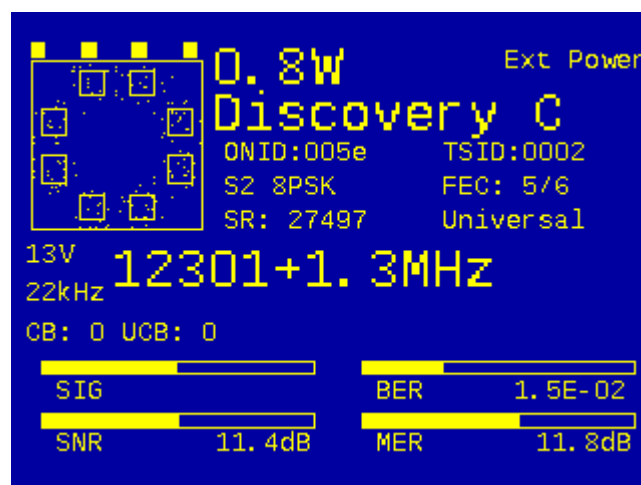 0.8W Ext Power
Discovery C
ONID:005e TSID:0002
S2 8PSK FEC: 5/6
SR: 27497 Universal
13V
22kHz
12301+1.3MHz
CB: 0 UCB: 0
SIG BER 1.5E-02
SNR 11.4dB MER 11.8dB